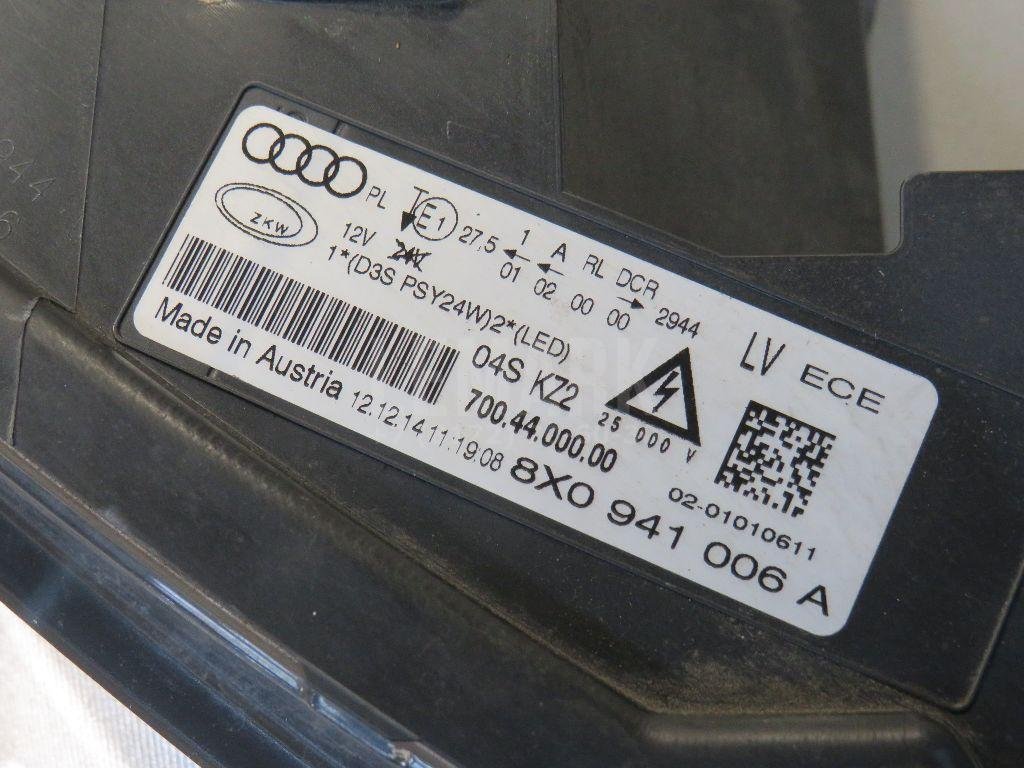 PL T E1 27,5 1 A RL DCR 2944
01 02 00 00
ZKW 12V 24V
1*(D3S PSY24W)2*(LED)
LV ECE
04S KZ2
700.44.000.00
25 000 V
Made in Austria 12.12.14 11:19:08
8X0 941 006 A
02-01010611